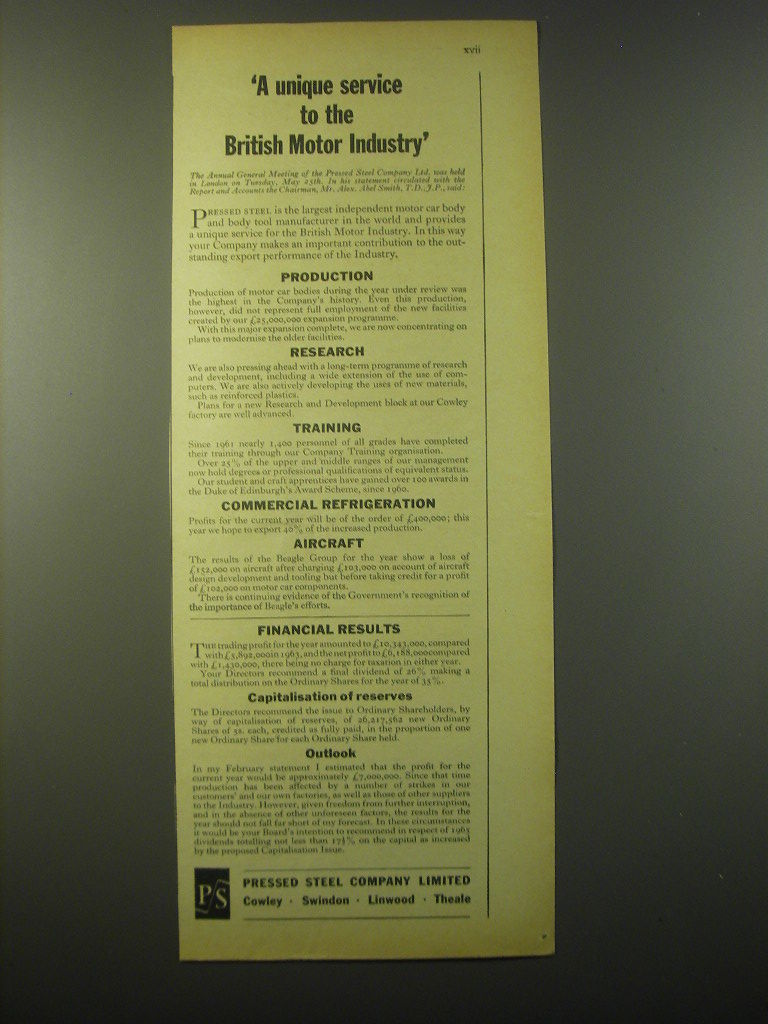 xvii
‘A unique service
to the
British Motor Industry’
The Annual General Meeting of the Pressed Steel Company Ltd. was held
in London on Tuesday, May 25th. In his statement circulated with the
Report and Accounts the Chairman, Mr. Alex. Abel Smith, T.D., J.P., said:
PRESSED STEEL is the largest independent motor car body
and body tool manufacturer in the world and provides
a unique service for the British Motor Industry. In this way
your Company makes an important contribution to the out-
standing export performance of the Industry.
PRODUCTION
Production of motor car bodies during the year under review was
the highest in the Company's history. Even this production,
however, did not represent full employment of the new facilities
created by our £25,000,000 expansion programme.
With this major expansion complete, we are now concentrating on
plans to modernise the older facilities.
RESEARCH
We are also pressing ahead with a long-term programme of research
and development, including a wide extension of the use of com-
puters. We are also actively developing the uses of new materials,
such as reinforced plastics.
Plans for a new Research and Development block at our Cowley
factory are well advanced.
TRAINING
Since 1961 nearly 1,400 personnel of all grades have completed
their training through our Company Training organisation.
Over 25% of the upper and middle ranges of our management
now hold degrees or professional qualifications of equivalent status.
Our student and craft apprentices have gained over 100 awards in
the Duke of Edinburgh's Award Scheme, since 1960.
COMMERCIAL REFRIGERATION
Profits for the current year will be of the order of £400,000; this
year we hope to export 40% of the increased production.
AIRCRAFT
The results of the Beagle Group for the year show a loss of
£152,000 on aircraft after charging £103,000 on account of aircraft
design development and tooling but before taking credit for a profit
of £102,000 on motor car components.
There is continuing evidence of the Government's recognition of
the importance of Beagle's efforts.
FINANCIAL RESULTS
THE trading profit for the year amounted to £10,343,000, compared
with £5,892,000 in 1963, and the net profit to £6,188,000 compared
with £1,430,000, there being no charge for taxation in either year.
Your Directors recommend a final dividend of 26% making a
total distribution on the Ordinary Shares for the year of 35%.
Capitalisation of reserves
The Directors recommend the issue to Ordinary Shareholders, by
way of capitalisation of reserves, of 26,217,562 new Ordinary
Shares of 5s. each, credited as fully paid, in the proportion of one
new Ordinary Share for each Ordinary Share held.
Outlook
In my February statement I estimated that the profit for the
current year would be approximately £7,000,000. Since that time
production has been affected by a number of strikes in our
customers' and our own factories, as well as those of other suppliers
to the Industry. However, given freedom from further interruption,
and in the absence of other unforeseen factors, the results for the
year should not fall far short of my forecast. In these circumstances
it would be your Board's intention to recommend in respect of 1965
dividends totalling not less than 17½% on the capital as increased
by the proposed Capitalisation Issue.
P/S
PRESSED STEEL COMPANY LIMITED
Cowley · Swindon · Linwood · Theale